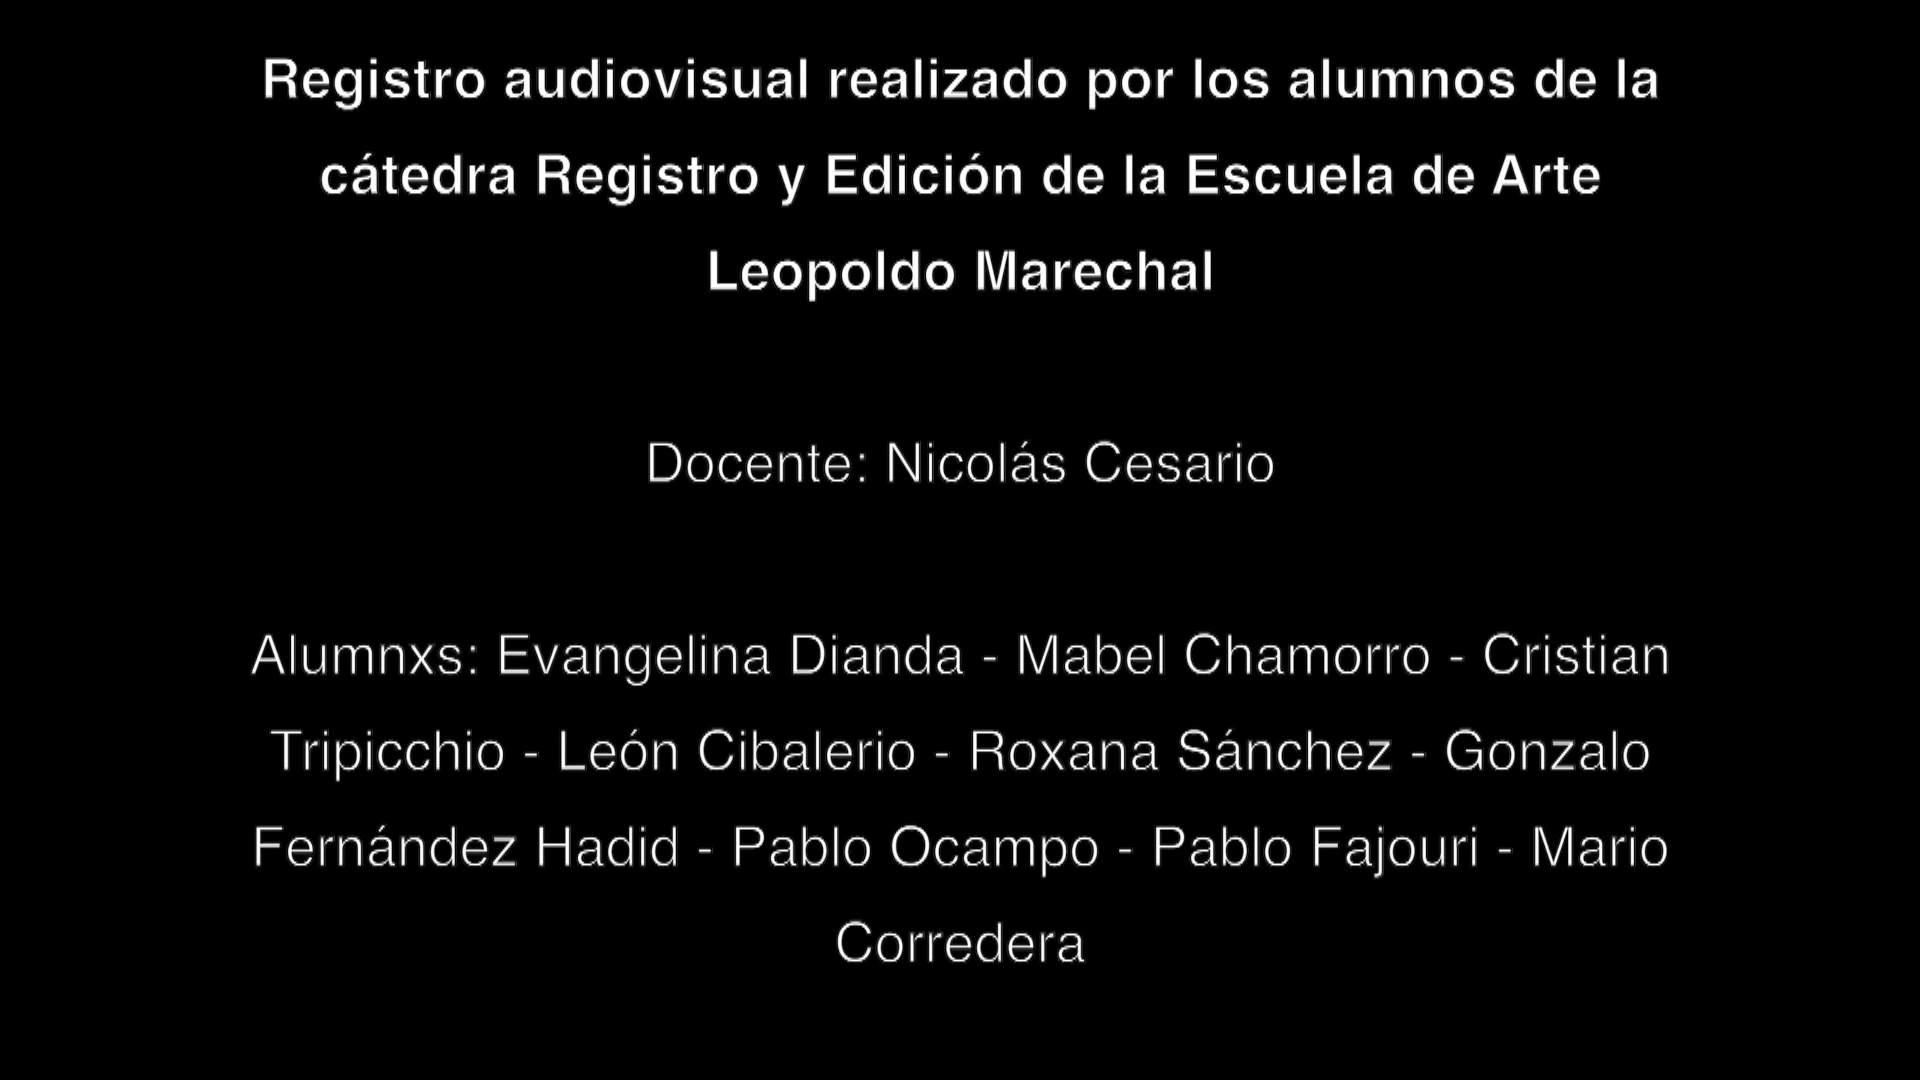 Registro audiovisual realizado por los alumnos de la
cátedra Registro y Edición de la Escuela de Arte
Leopoldo Marechal
Docente: Nicolás Cesario
Alumnxs: Evangelina Dianda - Mabel Chamorro - Cristian
Tripicchio - León Cibalerio - Roxana Sánchez - Gonzalo
Fernández Hadid - Pablo Ocampo - Pablo Fajouri - Mario
Corredera